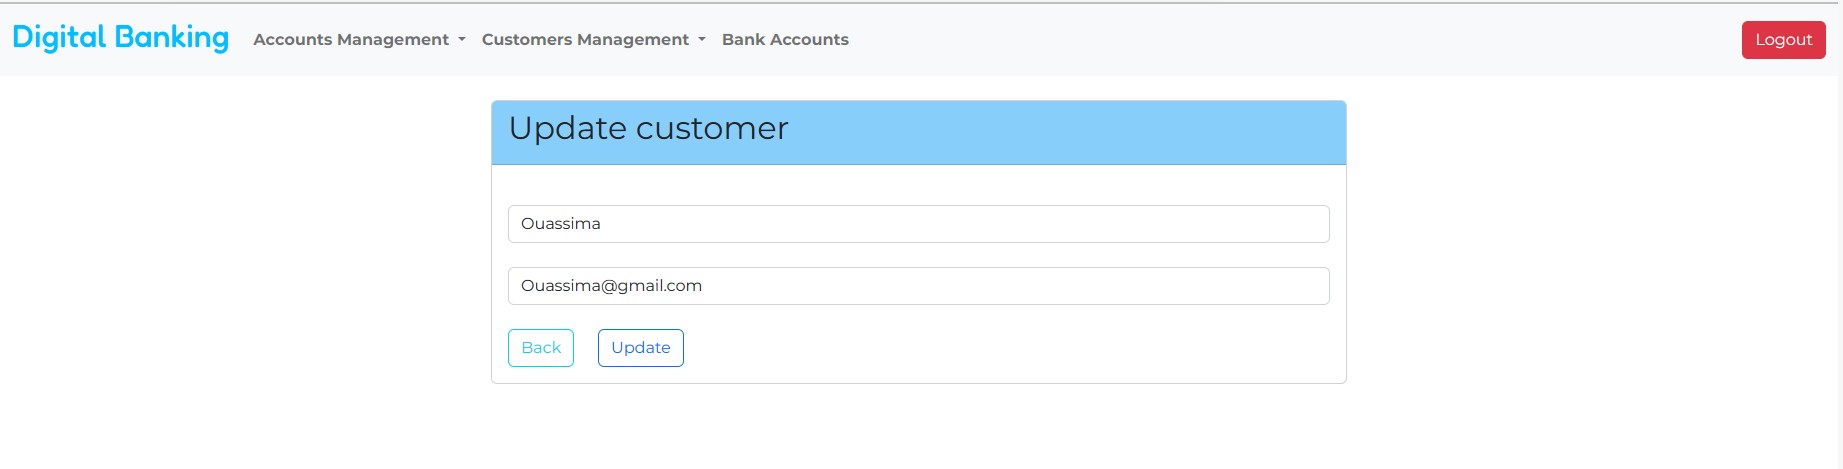 Digital Banking Accounts Management Customers Management Bank Accounts Logout
Update customer
Ouassima
Ouassima@gmail.com
Back Update